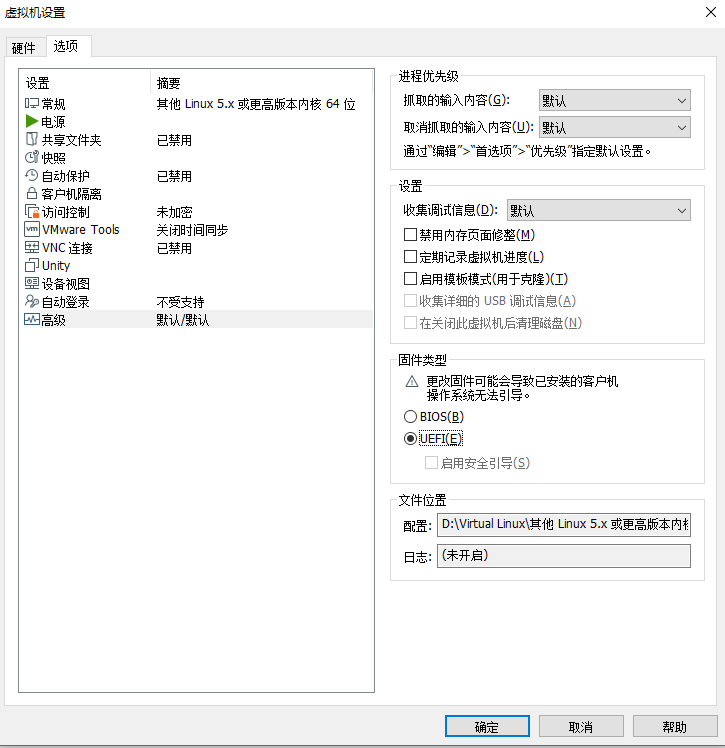 虚拟机设置
硬件 选项
设置 摘要
常规 其他 Linux 5.x 或更高版本内核 64 位
电源
共享文件夹 已禁用
快照
自动保护 已禁用
客户机隔离
访问控制 未加密
VMware Tools 关闭时间同步
VNC 连接 已禁用
Unity
设备视图
自动登录 不受支持
高级 默认/默认
进程优先级
抓取的输入内容(G): 默认
取消抓取的输入内容(U): 默认
通过“编辑”>“首选项”>“优先级”指定默认设置。
设置
收集调试信息(D): 默认
禁用内存页面修整(M)
定期记录虚拟机进度(L)
启用模板模式(用于克隆)(T)
收集详细的 USB 调试信息(A)
在关闭此虚拟机后清理磁盘(N)
固件类型
更改固件可能会导致已安装的客户机
操作系统无法引导。
BIOS(B)
UEFI(E)
启用安全引导(S)
文件位置
配置: D:\Virtual Linux\其他 Linux 5.x 或更高版本内核
日志: (未开启)
确定 取消 帮助